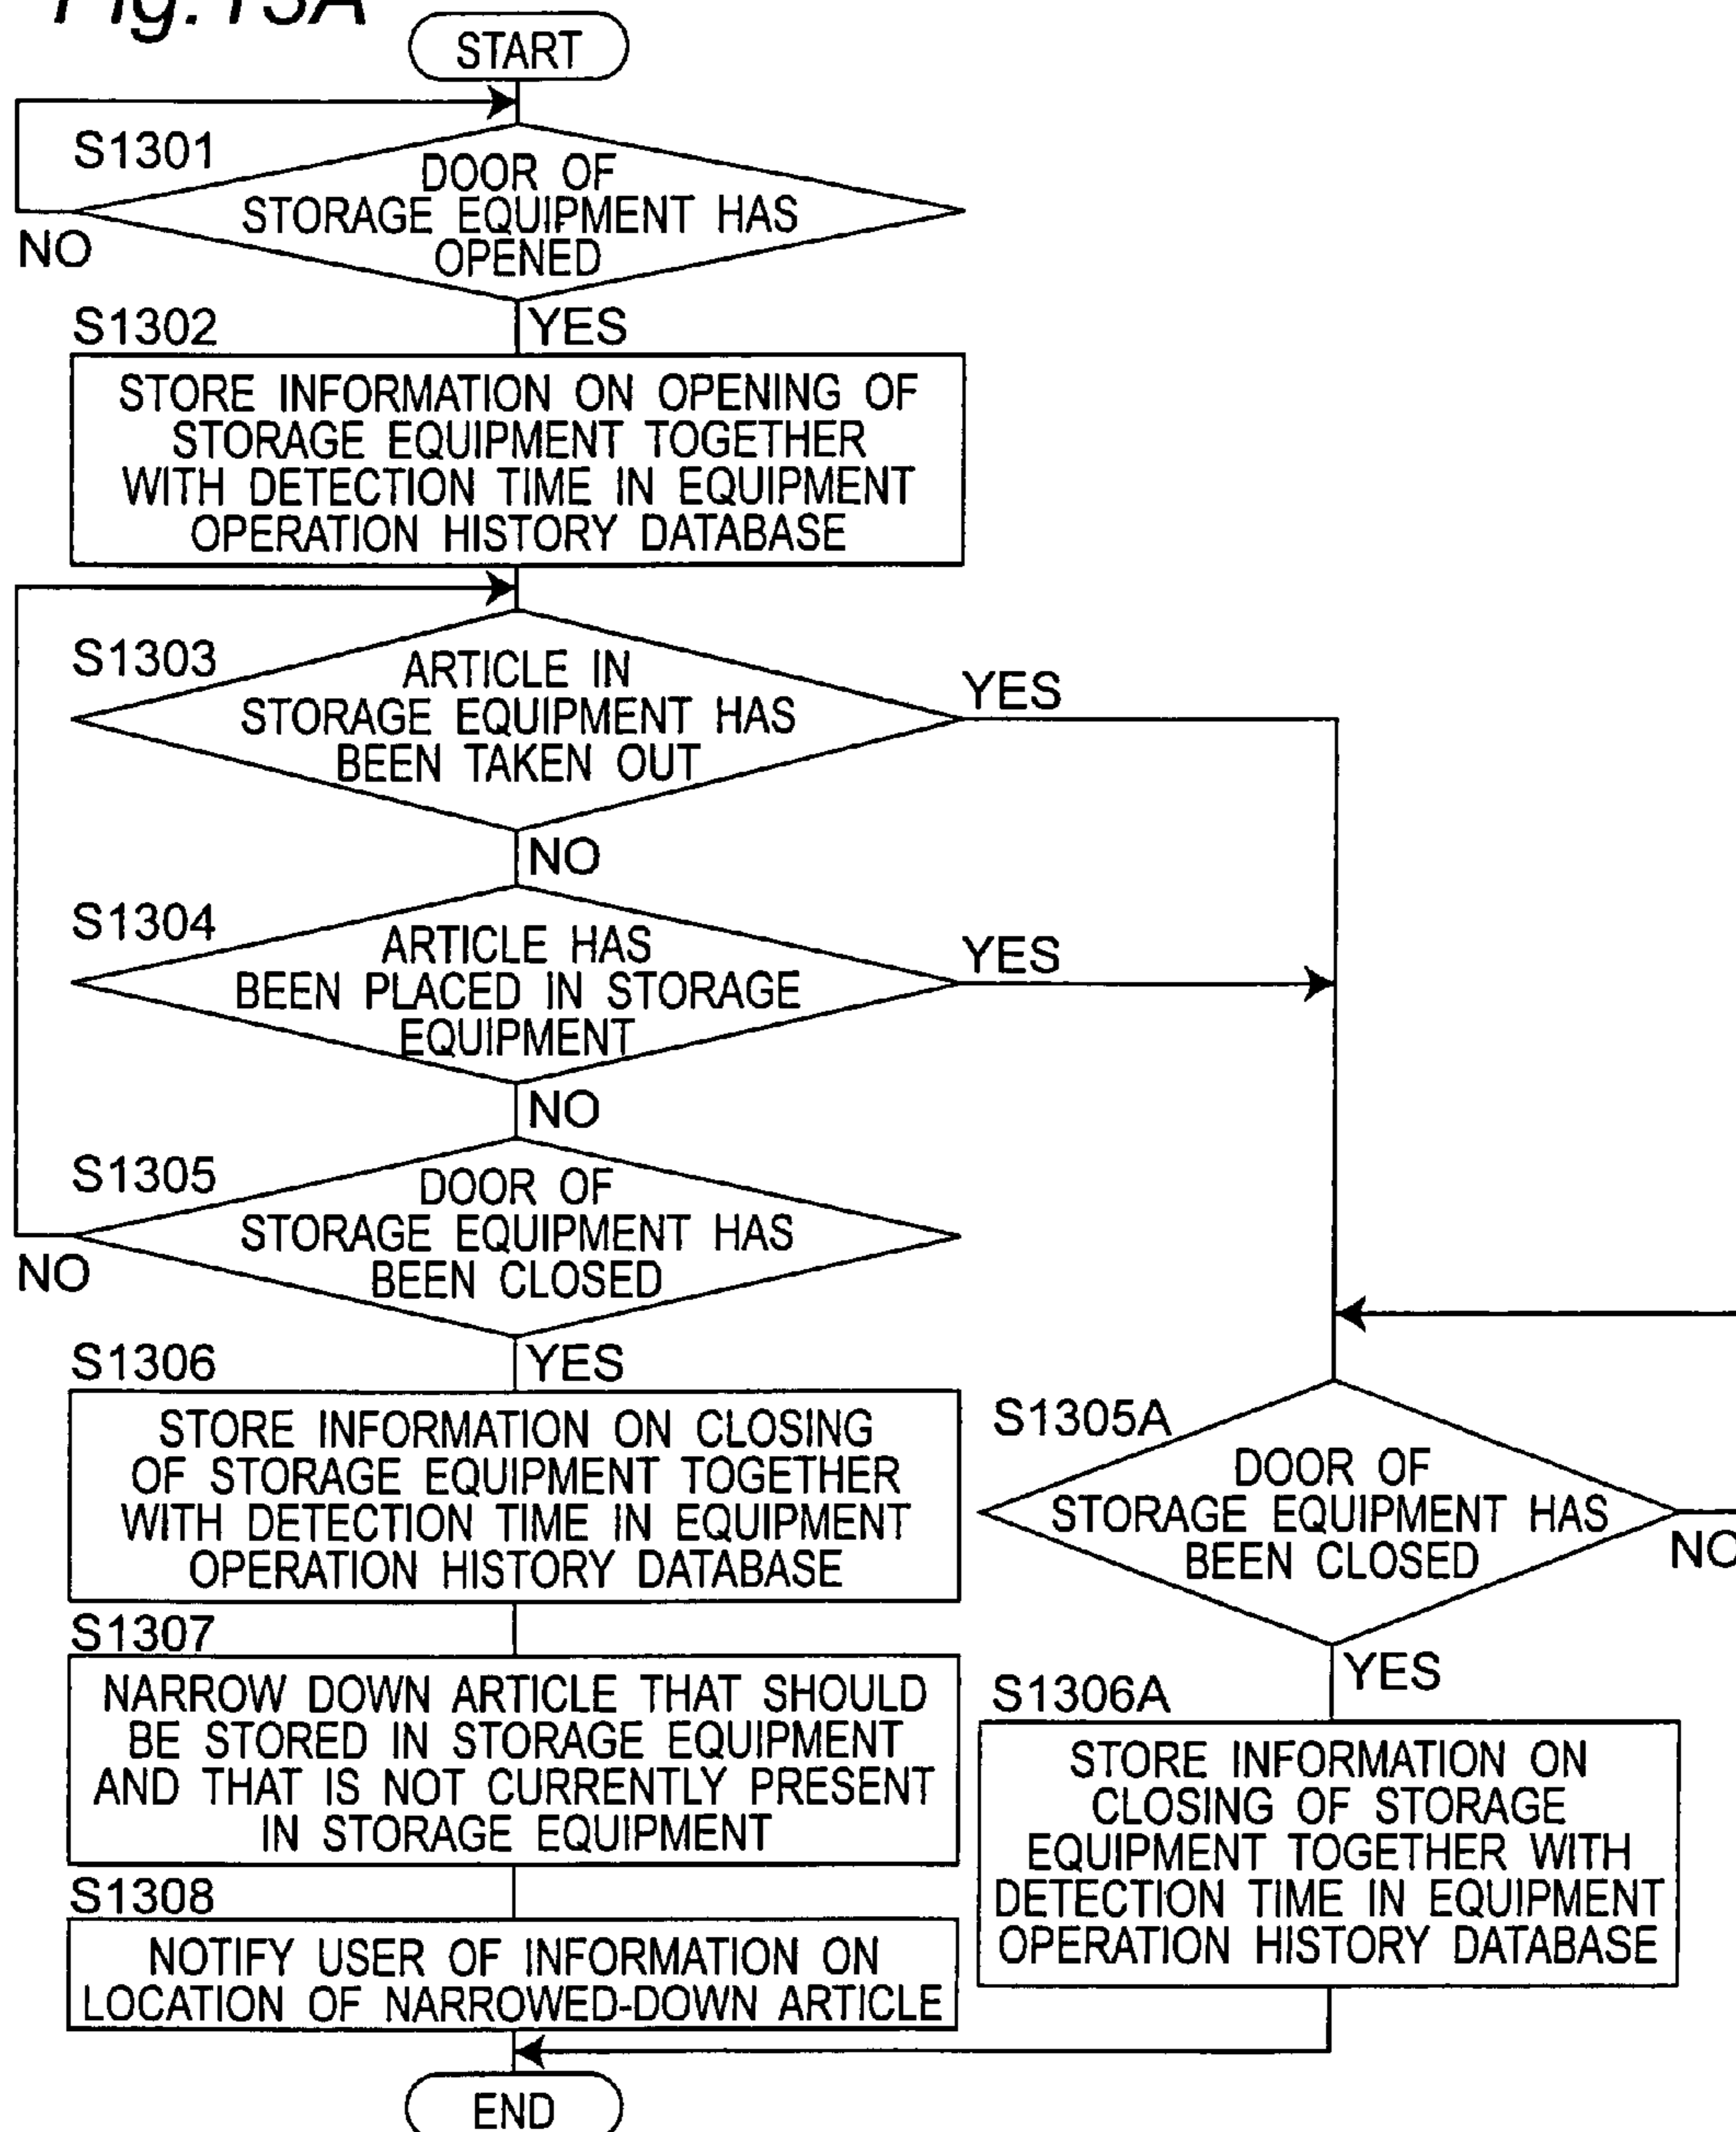 Fig.13A
START
S1301
DOOR OF
STORAGE EQUIPMENT HAS
OPENED
NO
YES
S1302
STORE INFORMATION ON OPENING OF
STORAGE EQUIPMENT TOGETHER
WITH DETECTION TIME IN EQUIPMENT
OPERATION HISTORY DATABASE
S1303
ARTICLE IN
STORAGE EQUIPMENT HAS
BEEN TAKEN OUT
YES
NO
S1304
ARTICLE HAS
BEEN PLACED IN STORAGE
EQUIPMENT
YES
NO
S1305
DOOR OF
STORAGE EQUIPMENT HAS
BEEN CLOSED
NO
YES
S1306
STORE INFORMATION ON CLOSING
OF STORAGE EQUIPMENT TOGETHER
WITH DETECTION TIME IN EQUIPMENT
OPERATION HISTORY DATABASE
S1307
NARROW DOWN ARTICLE THAT SHOULD
BE STORED IN STORAGE EQUIPMENT
AND THAT IS NOT CURRENTLY PRESENT
IN STORAGE EQUIPMENT
S1308
NOTIFY USER OF INFORMATION ON
LOCATION OF NARROWED-DOWN ARTICLE
S1305A
DOOR OF
STORAGE EQUIPMENT HAS
BEEN CLOSED
NO
YES
S1306A
STORE INFORMATION ON
CLOSING OF STORAGE
EQUIPMENT TOGETHER WITH
DETECTION TIME IN EQUIPMENT
OPERATION HISTORY DATABASE
END